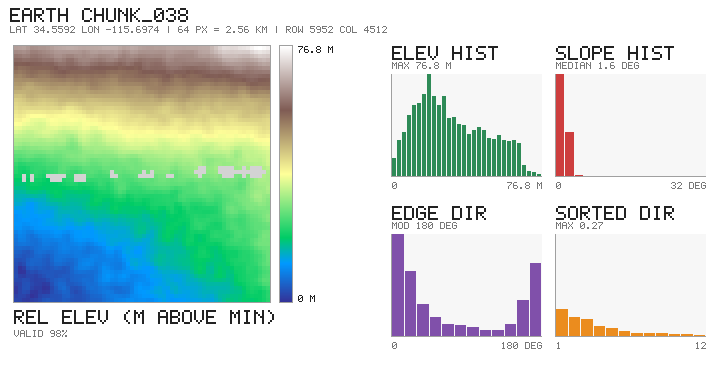 EARTH CHUNK_038
LAT 34.5592 LON -115.6974 | 64 PX = 2.56 KM | ROW 5952 COL 4512
76.8 M
0 M
REL ELEV (M ABOVE MIN)
VALID 98%
ELEV HIST
MAX 76.8 M
0 76.8 M
SLOPE HIST
MEDIAN 1.6 DEG
0 32 DEG
EDGE DIR
MOD 180 DEG
0 180 DEG
SORTED DIR
MAX 0.27
1 12